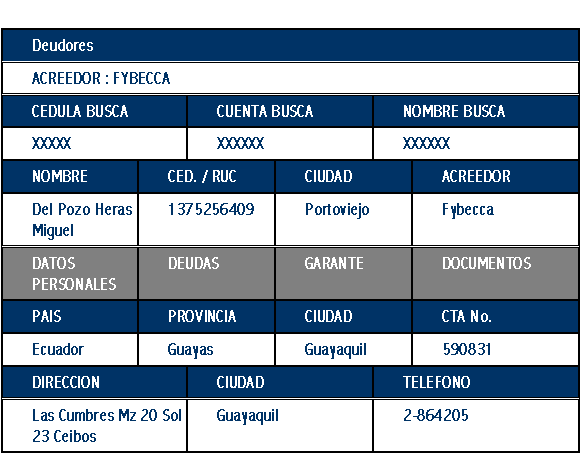 Deudores
ACREEDOR : FYBECCA
CEDULA BUSCA CUENTA BUSCA NOMBRE BUSCA
XXXXX XXXXXX XXXXXX
NOMBRE CED. / RUC CIUDAD ACREEDOR
Del Pozo Heras 1375256409 Portoviejo Fybecca
Miguel
DATOS DEUDAS GARANTE DOCUMENTOS
PERSONALES
PAIS PROVINCIA CIUDAD CTA No.
Ecuador Guayas Guayaquil 590831
DIRECCION CIUDAD TELEFONO
Las Cumbres Mz 20 Sol Guayaquil 2-864205
23 Ceibos